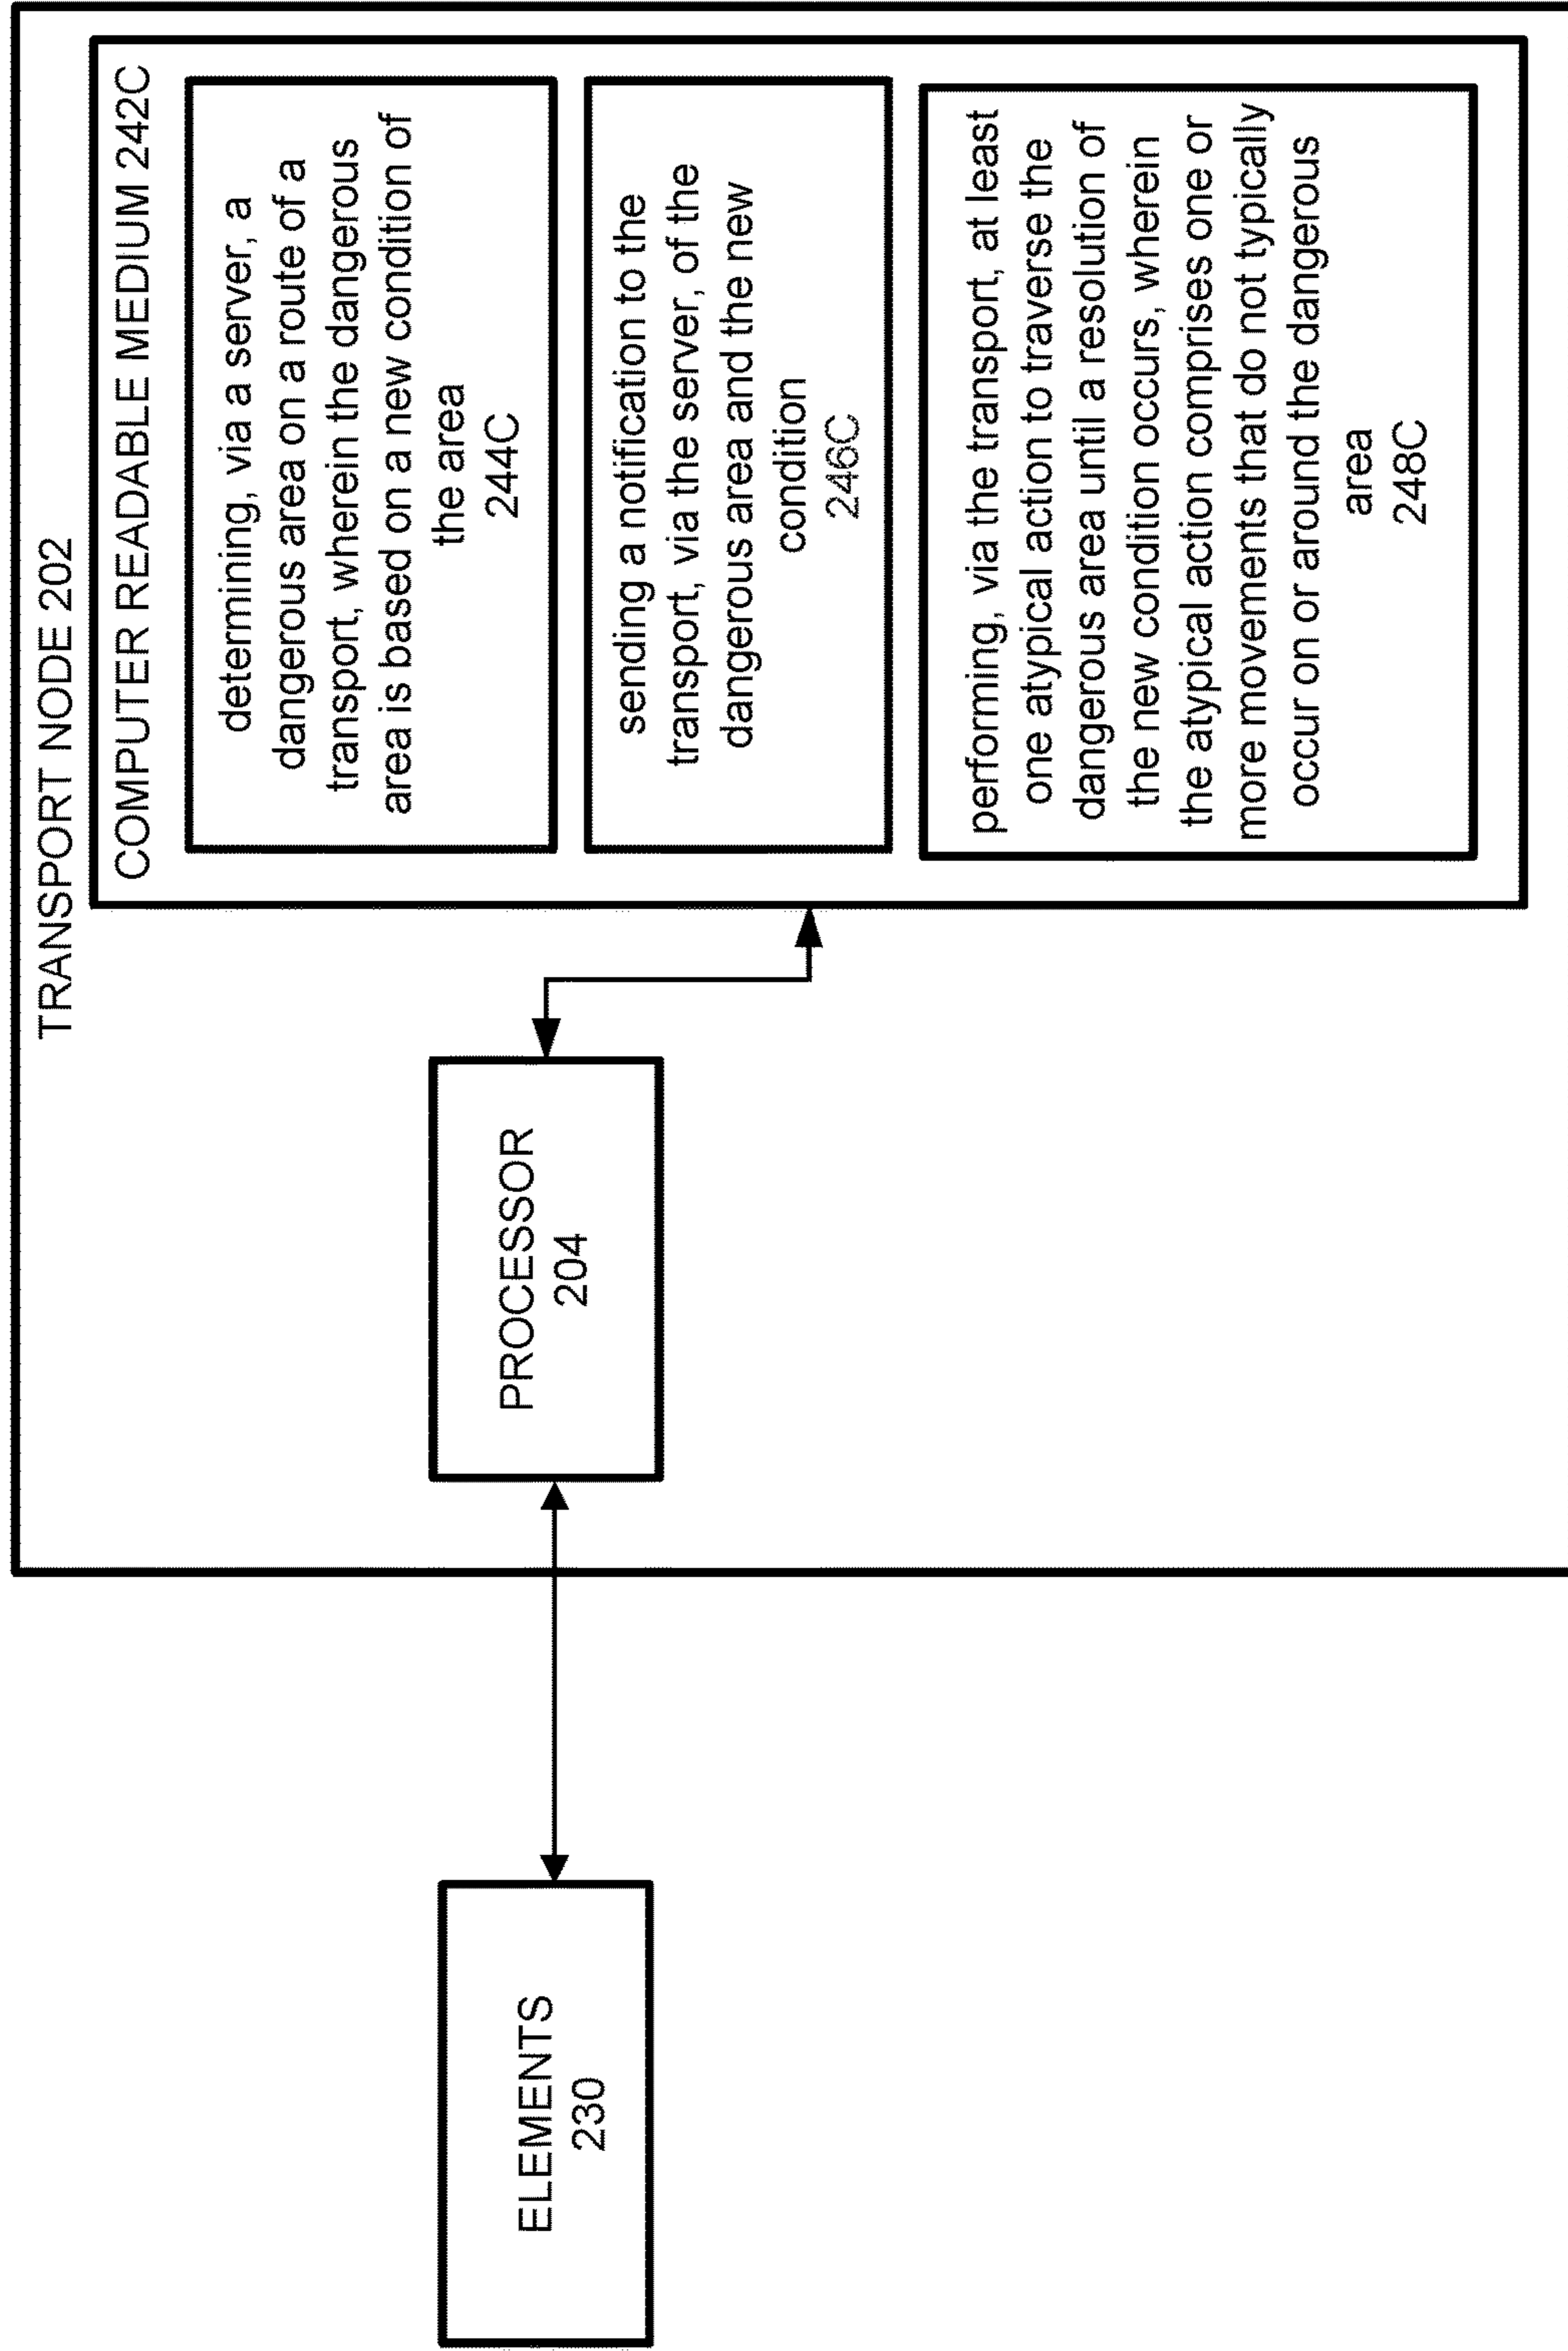 TRANSPORT NODE 202
COMPUTER READABLE MEDIUM 242C
determining, via a server, a
dangerous area on a route of a
transport, wherein the dangerous
area is based on a new condition of
the area
244C
sending a notification to the
transport, via the server, of the
dangerous area and the new
condition
246C
performing, via the transport, at least
one atypical action to traverse the
dangerous area until a resolution of
the new condition occurs, wherein
the atypical action comprises one or
more movements that do not typically
occur on or around the dangerous
area
248C
PROCESSOR
204
ELEMENTS
230